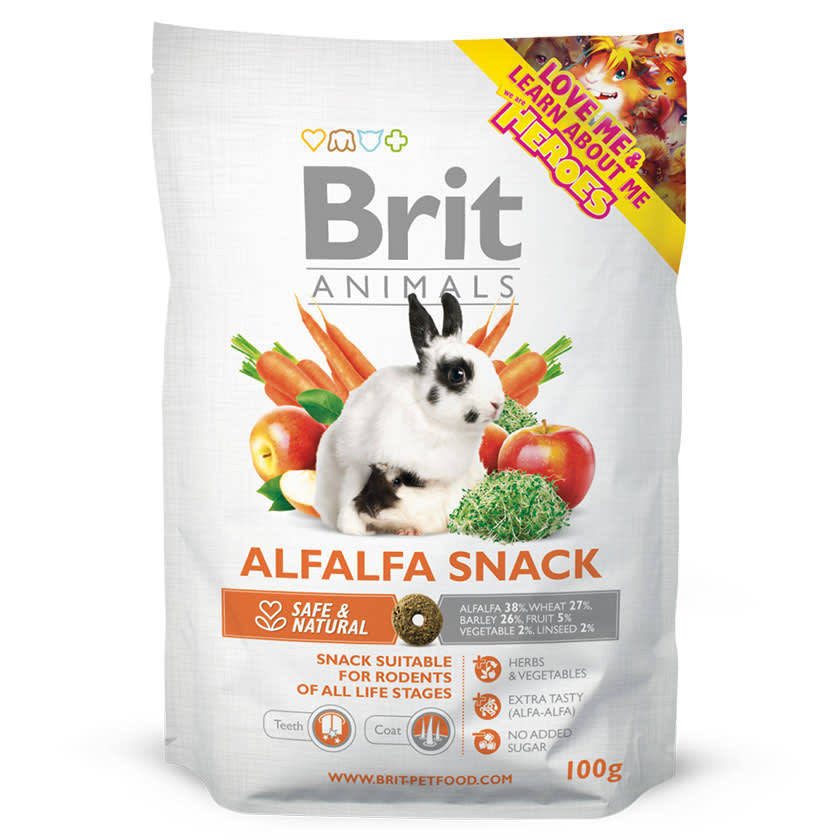 LOVE ME &
LEARN ABOUT ME
we are
HEROES
Brit
ANIMALS
ALFALFA SNACK
SAFE &
NATURAL
ALFALFA 38%, WHEAT 27%,
BARLEY 26%, FRUIT 5%
VEGETABLE 2%, LINSEED 2%
SNACK SUITABLE
FOR RODENTS
OF ALL LIFE STAGES
Teeth
Coat
HERBS
& VEGETABLES
EXTRA TASTY
(ALFA-ALFA)
NO ADDED
SUGAR
WWW.BRIT-PETFOOD.COM
100g